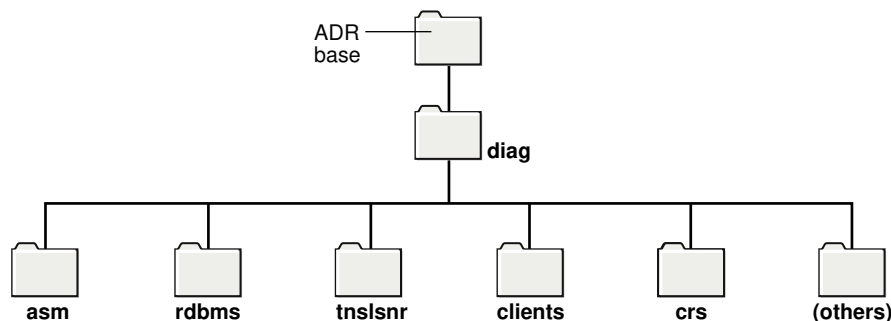 ADR
base
diag
asm
rdbms
tnslsnr
clients
crs
(others)